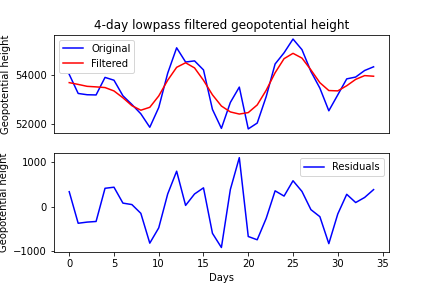 4-day lowpass filtered geopotential height
Geopotential height
54000
52000
Original
Filtered
Geopotential height
1000
0
−1000
Residuals
0 5 10 15 20 25 30 35
Days